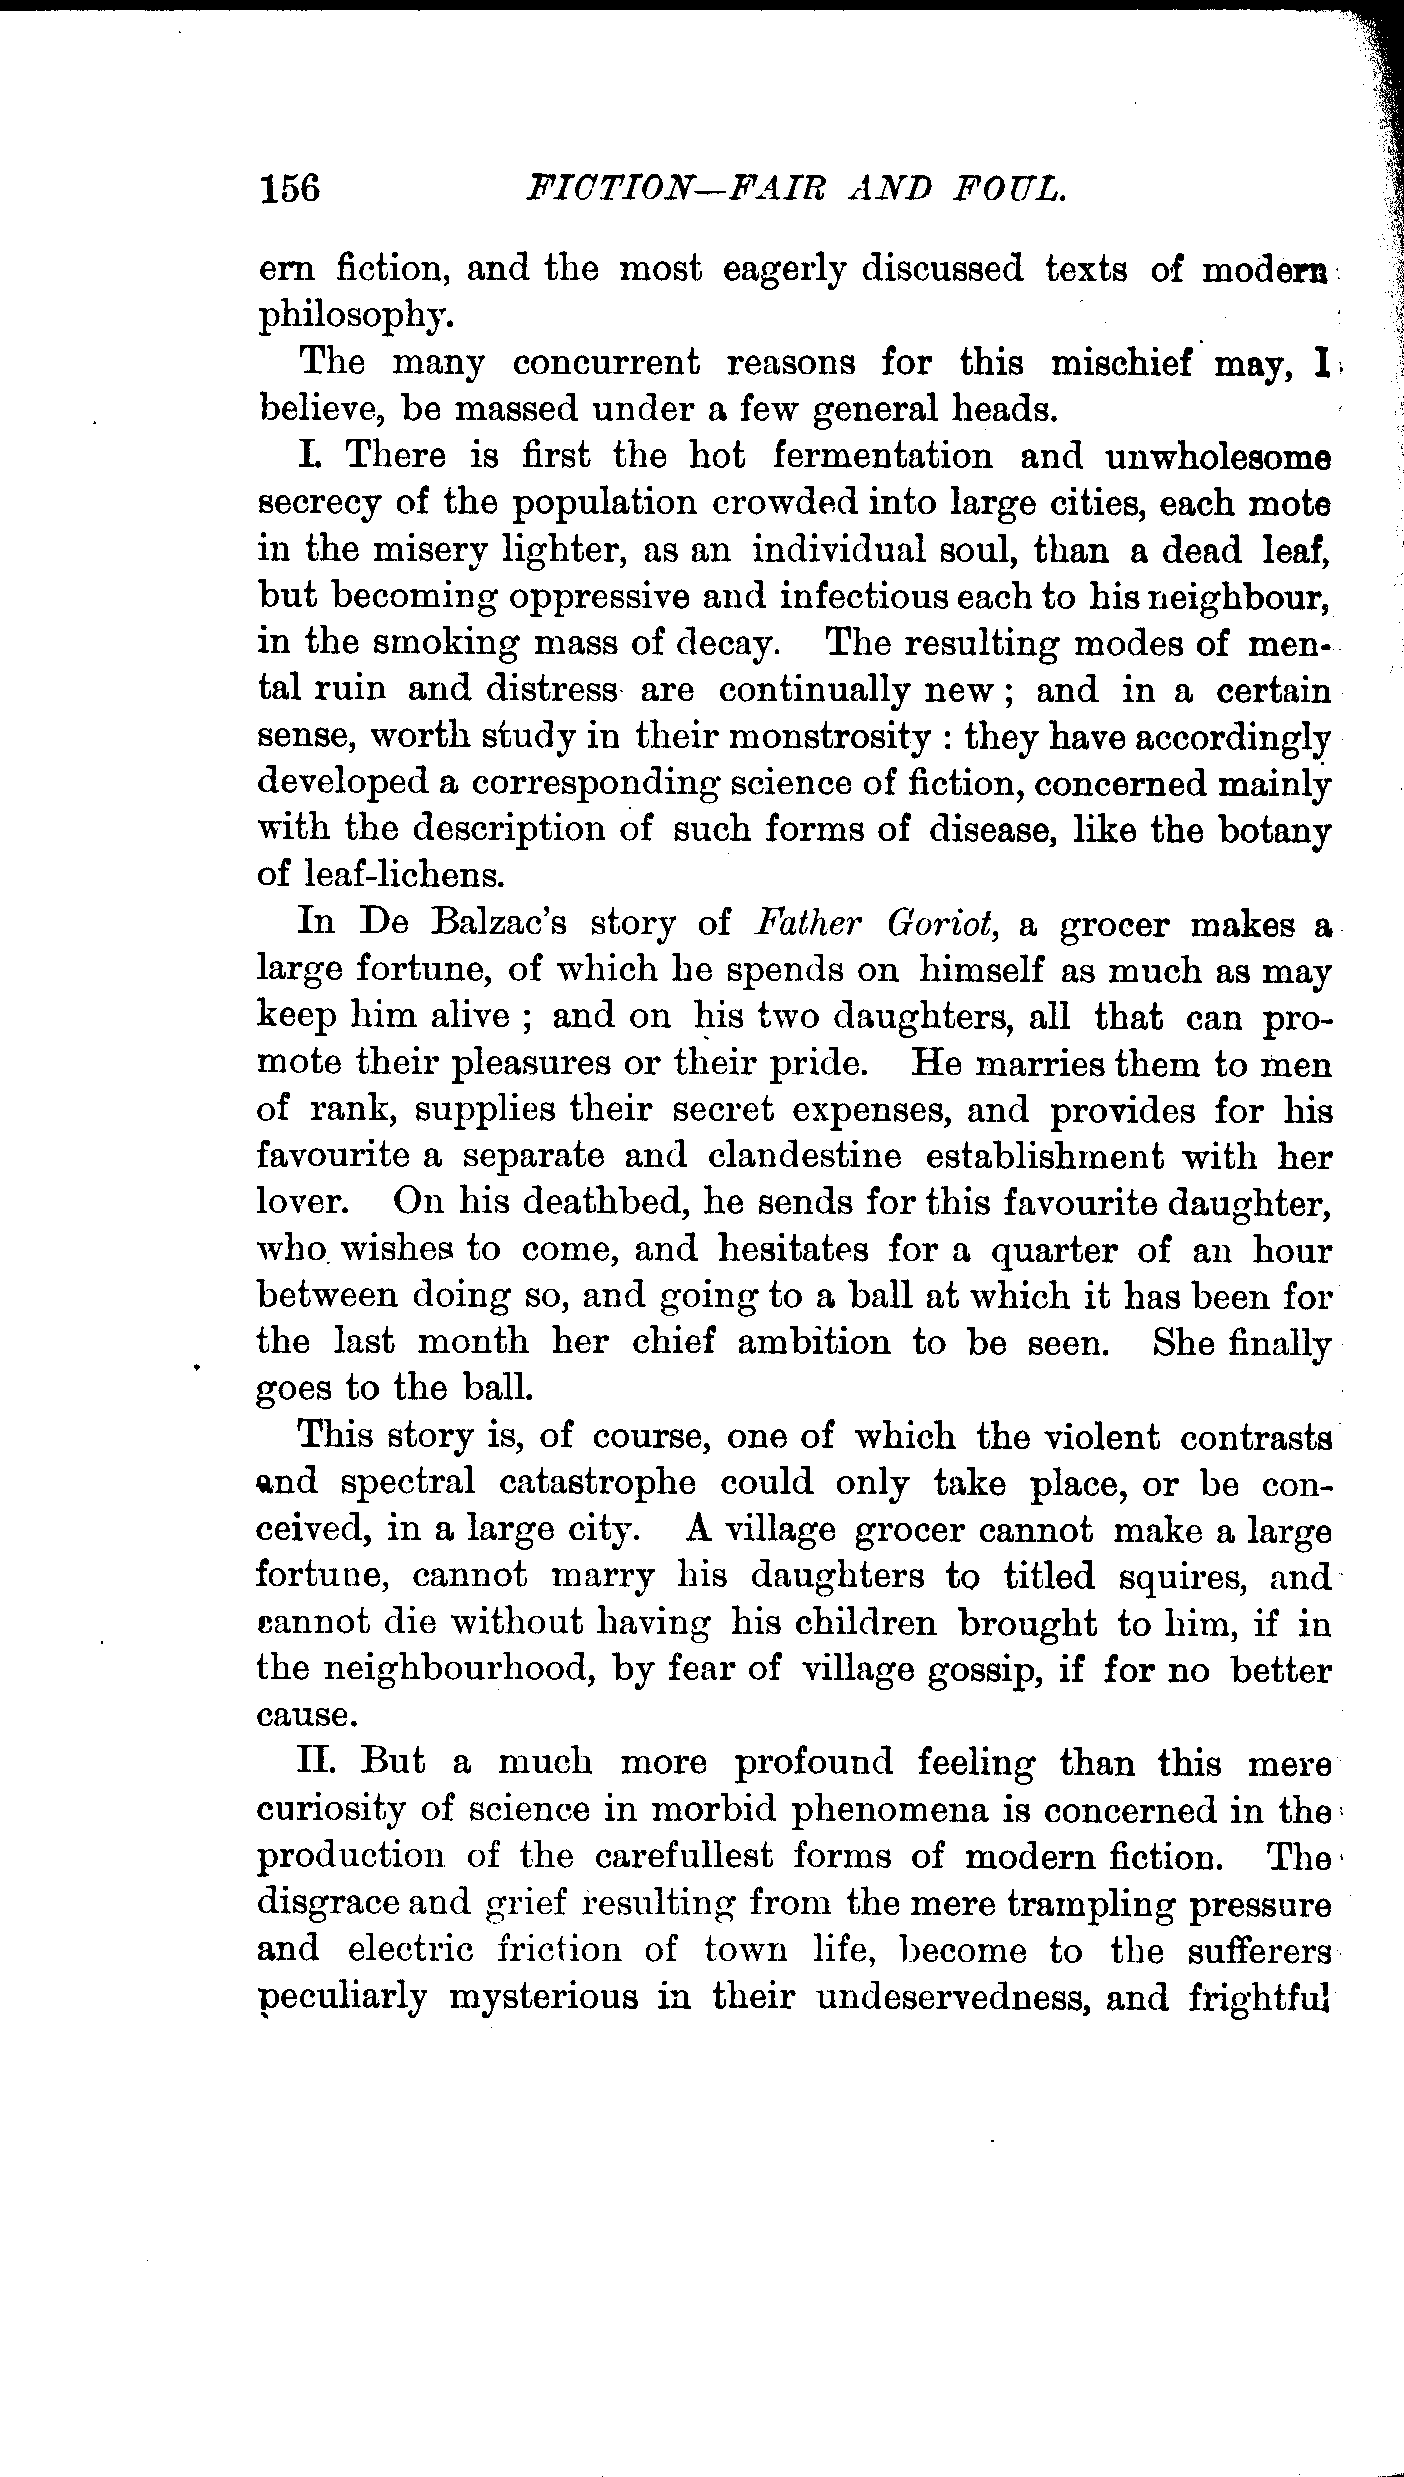 156 FICTION—FAIR AND FOUL.
ern fiction, and the most eagerly discussed texts of modern
philosophy.
The many concurrent reasons for this mischief may, I
believe, be massed under a few general heads.
I. There is first the hot fermentation and unwholesome
secrecy of the population crowded into large cities, each mote
in the misery lighter, as an individual soul, than a dead leaf,
but becoming oppressive and infectious each to his neighbour,
in the smoking mass of decay. The resulting modes of men-
tal ruin and distress are continually new; and in a certain
sense, worth study in their monstrosity: they have accordingly
developed a corresponding science of fiction, concerned mainly
with the description of such forms of disease, like the botany
of leaf-lichens.
In De Balzac's story of Father Goriot, a grocer makes a
large fortune, of which he spends on himself as much as may
keep him alive; and on his two daughters, all that can pro-
mote their pleasures or their pride. He marries them to men
of rank, supplies their secret expenses, and provides for his
favourite a separate and clandestine establishment with her
lover. On his deathbed, he sends for this favourite daughter,
who wishes to come, and hesitates for a quarter of an hour
between doing so, and going to a ball at which it has been for
the last month her chief ambition to be seen. She finally
goes to the ball.
This story is, of course, one of which the violent contrasts
and spectral catastrophe could only take place, or be con-
ceived, in a large city. A village grocer cannot make a large
fortune, cannot marry his daughters to titled squires, and
cannot die without having his children brought to him, if in
the neighbourhood, by fear of village gossip, if for no better
cause.
II. But a much more profound feeling than this mere
curiosity of science in morbid phenomena is concerned in the
production of the carefullest forms of modern fiction. The
disgrace and grief resulting from the mere trampling pressure
and electric friction of town life, become to the sufferers
peculiarly mysterious in their undeservedness, and frightful